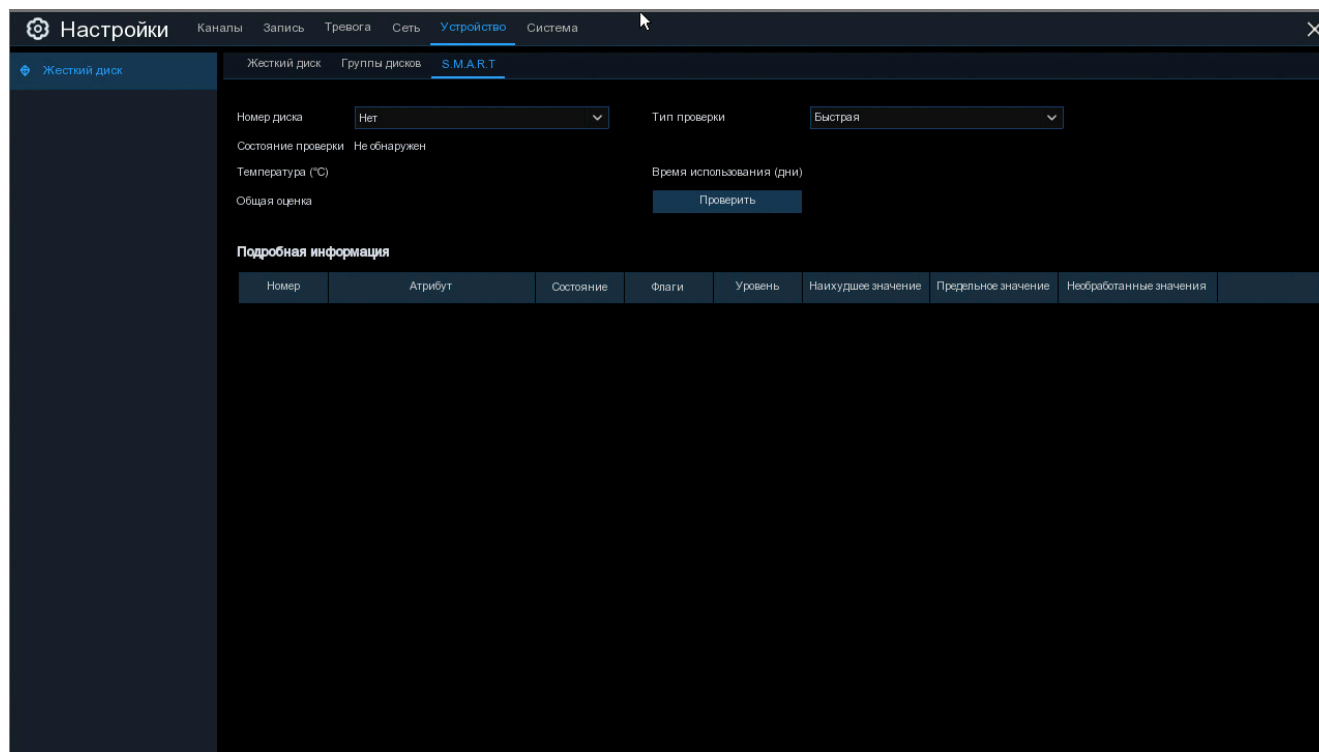 Настройки Каналы Запись Тревога Сеть Устройство Система
Жесткий диск
Жесткий диск Группы дисков S.M.A.R.T
Номер диска Нет Тип проверки Быстрая
Состояние проверки Не обнаружен
Температура (°C) Время использования (дни)
Общая оценка Проверить
Подробная информация
Номер Атрибут Состояние Флаги Уровень Наихудшее значение Предельное значение Необработанные значения